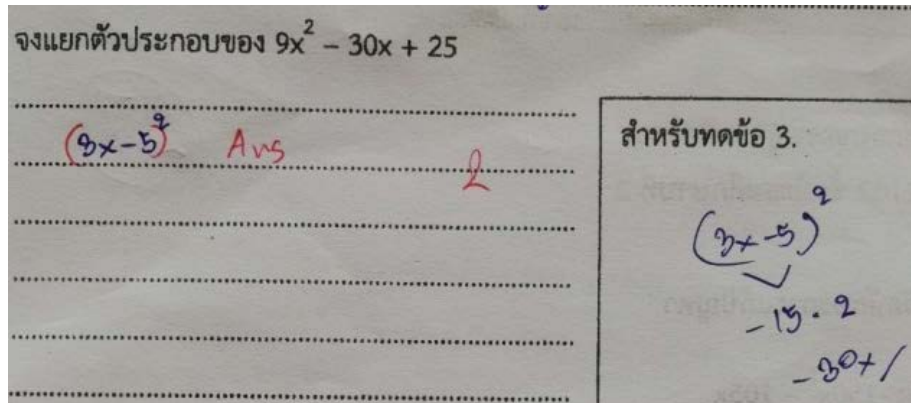 จงแยกตัวประกอบของ 9x² – 30x + 25
(3x-5)² Ans
2
สำหรับทดข้อ 3.
(3x-5)²
-15·2
-30x /